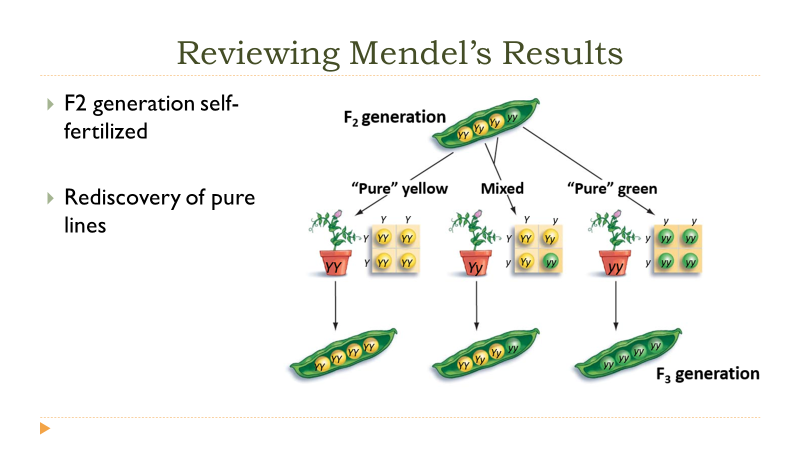 Reviewing Mendel's Results
F2 generation self-
fertilized
Rediscovery of pure
lines
F2 generation
YY Yy Yy yy
"Pure" yellow
Mixed
"Pure" green
Y Y
Y YY YY
Y YY YY
YY
Y y
Y YY Yy
y Yy yy
Yy
y y
y yy yy
y yy yy
yy
YY YY YY YY
YY Yy Yy yy
yy yy yy yy
F3 generation